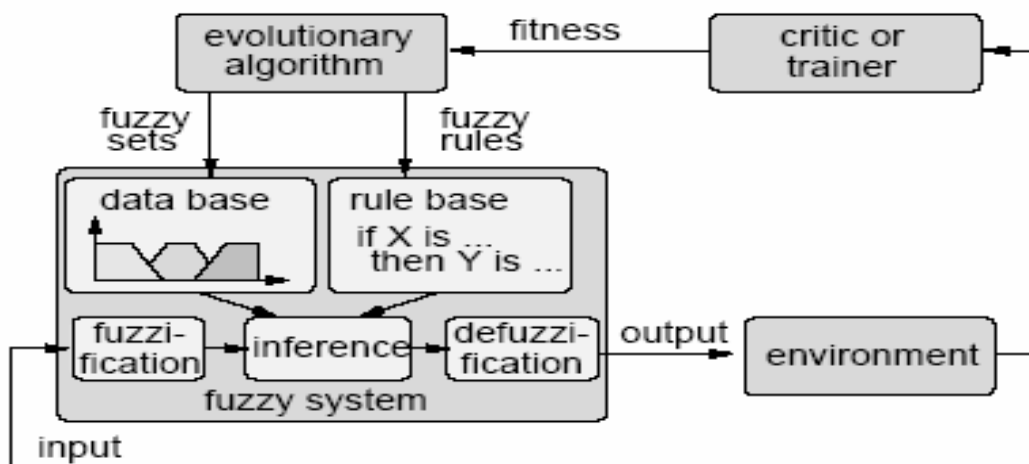 evolutionary
algorithm
fitness
critic or
trainer
fuzzy
sets
fuzzy
rules
data base
rule base
if X is ...
then Y is ...
fuzzi-
fication
inference
defuzzi-
fication
output
environment
fuzzy system
input